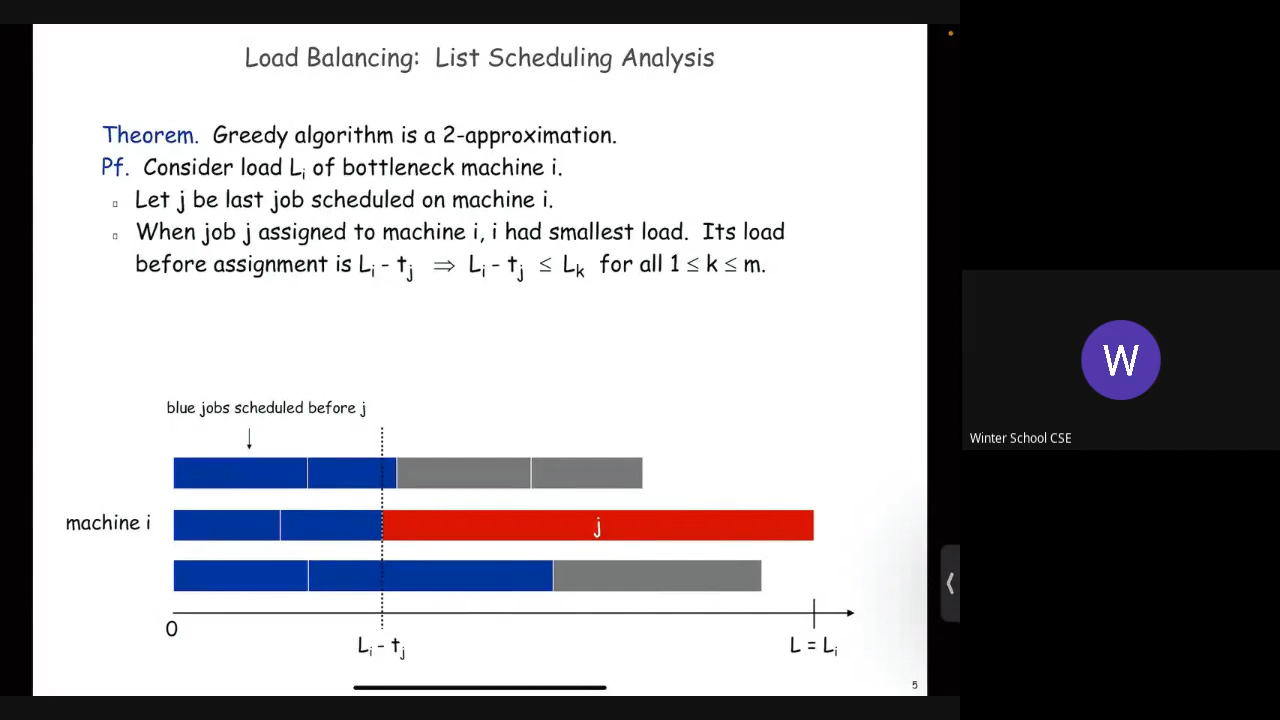 Load Balancing: List Scheduling Analysis
Theorem. Greedy algorithm is a 2-approximation.
Pf. Consider load Li of bottleneck machine i.
Let j be last job scheduled on machine i.
When job j assigned to machine i, i had smallest load. Its load
before assignment is Li - tj ⇒ Li - tj ≤ Lk for all 1 ≤ k ≤ m.
blue jobs scheduled before j
machine i
j
0
Li - tj
L = Li
5
W
Winter School CSE